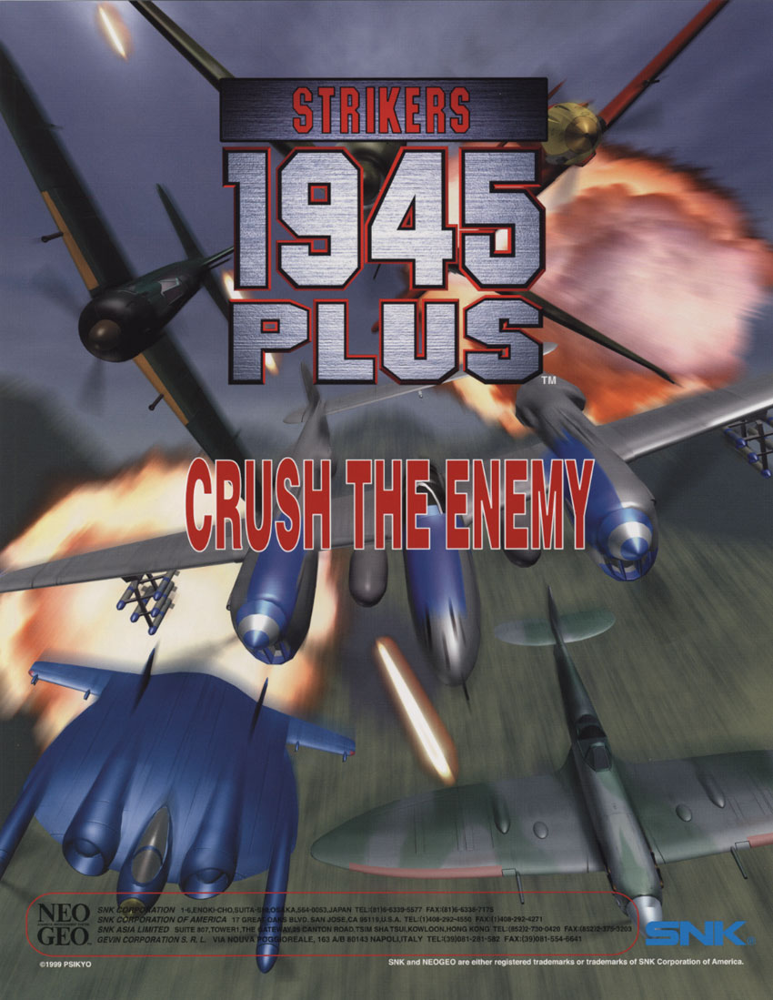 STRIKERS
1945
PLUS
TM
CRUSH THE ENEMY
NEO
GEO
SNK CORPORATION 1-6,ENOKI-CHO,SUITA-SHI,OSAKA,564-0053,JAPAN TEL:(81)6-6339-5577 FAX:(81)6-6338-7175
SNK CORPORATION OF AMERICA 17 GREAT OAKS BLVD. SAN JOSE,CA 95119,U.S.A. TEL:(1)408-292-4550 FAX:(1)408-292-4271
SNK ASIA LIMITED SUITE 807,TOWER1,THE GATEWAY,25 CANTON ROAD,TSIM SHA TSUI,KOWLOON,HONG KONG TEL:(852)2-730-0420 FAX:(852)2-375-3203
GEVIN CORPORATION S. R. L. VIA NOUVA POGGIOREALE, 163 A/B 80143 NAPOLI,ITALY TEL:(39)081-281-582 FAX:(39)081-554-6641
SNK®
©1999 PSIKYO
SNK and NEOGEO are either registered trademarks or trademarks of SNK Corporation of America.